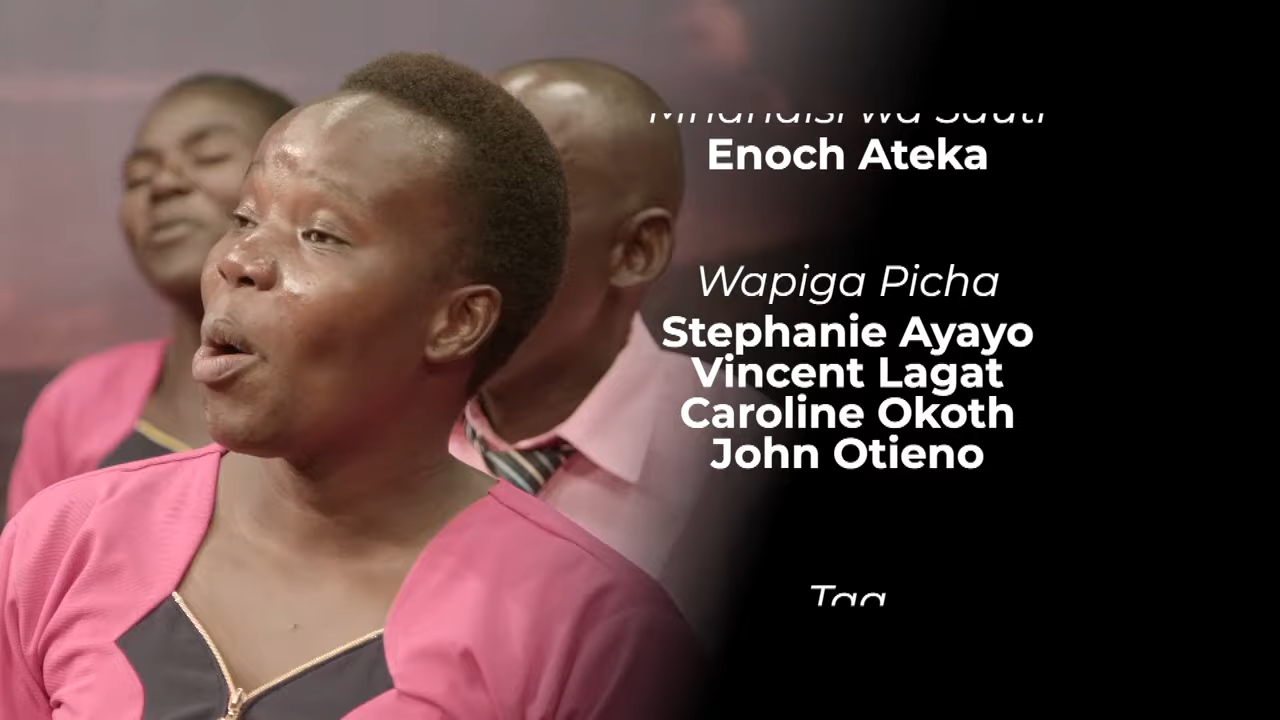 Enoch Ateka
Wapiga Picha
Stephanie Ayayo
Vincent Lagat
Caroline Okoth
John Otieno